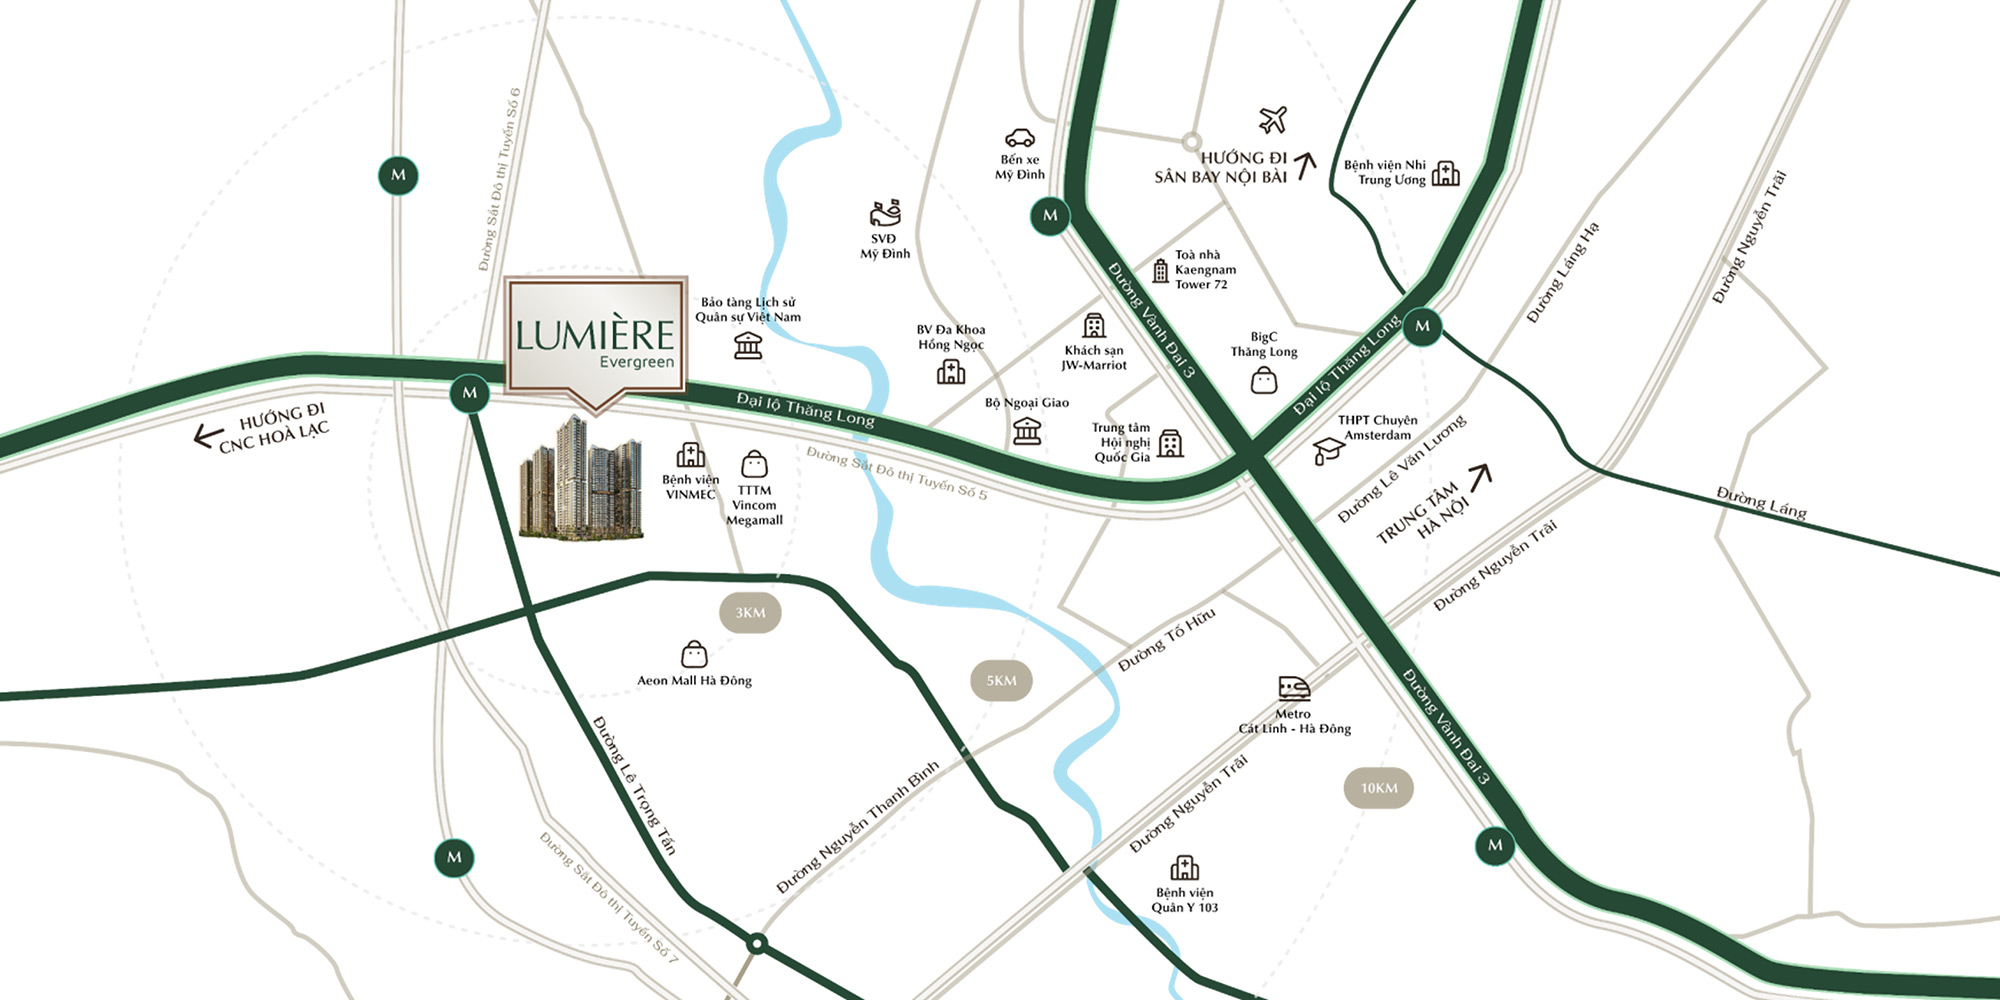 M
Đường Sắt Đô thị Tuyến Số 6
LUMIÈRE
Evergreen
Bảo tàng Lịch sử
Quân sự Việt Nam
SVĐ
Mỹ Đình
Bến xe
Mỹ Đình
M
HƯỚNG ĐI
SÂN BAY NỘI BÀI
Bệnh viện Nhi
Trung Ương
Toà nhà
Kaengnam
Tower 72
Đường Vành Đai 3
Đường Láng Hạ
Đường Nguyễn Trãi
BV Đa Khoa
Hồng Ngọc
Khách sạn
JW-Marriot
BigC
Thăng Long
M
Đại lộ Thăng Long
M
HƯỚNG ĐI
CNC HOÀ LẠC
Đại lộ Thăng Long
Bộ Ngoại Giao
Trung tâm
Hội nghị
Quốc Gia
THPT Chuyên
Amsterdam
Đường Sắt Đô thị Tuyến Số 5
Bệnh viện
VINMEC
TTTM
Vincom
Megamall
Đường Lê Văn Lương
TRUNG TÂM
HÀ NỘI
Đường Láng
Đường Nguyễn Trãi
3KM
Đường Tố Hữu
Aeon Mall Hà Đông
5KM
Metro
Cát Linh - Hà Đông
Đường Vành Đai 3
10KM
Đường Lê Trọng Tấn
Đường Nguyễn Thanh Bình
Đường Nguyễn Trãi
M
M
Bệnh viện
Quân Y 103
Đường Sắt Đô thị Tuyến Số 7